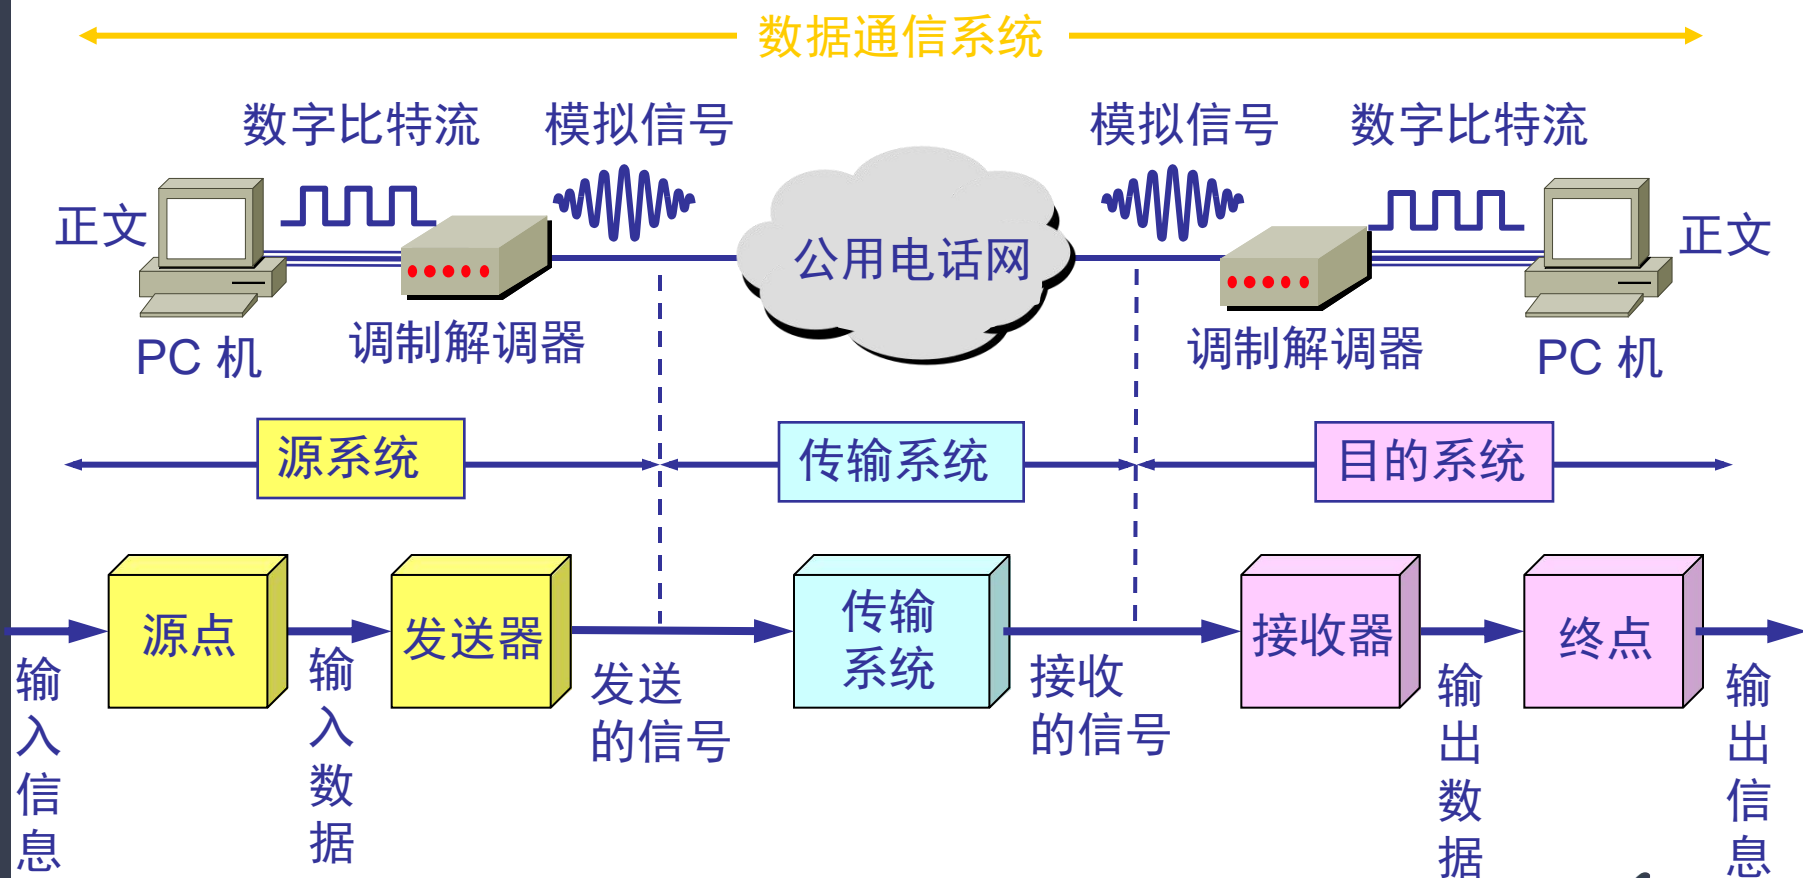 数据通信系统
数字比特流
模拟信号
模拟信号
数字比特流
正文
公用电话网
正文
PC 机
调制解调器
调制解调器
PC 机
源系统
传输系统
目的系统
源点
发送器
传输
系统
接收器
终点
输入信息
输入数据
发送
的信号
接收
的信号
输出数据
输出信息